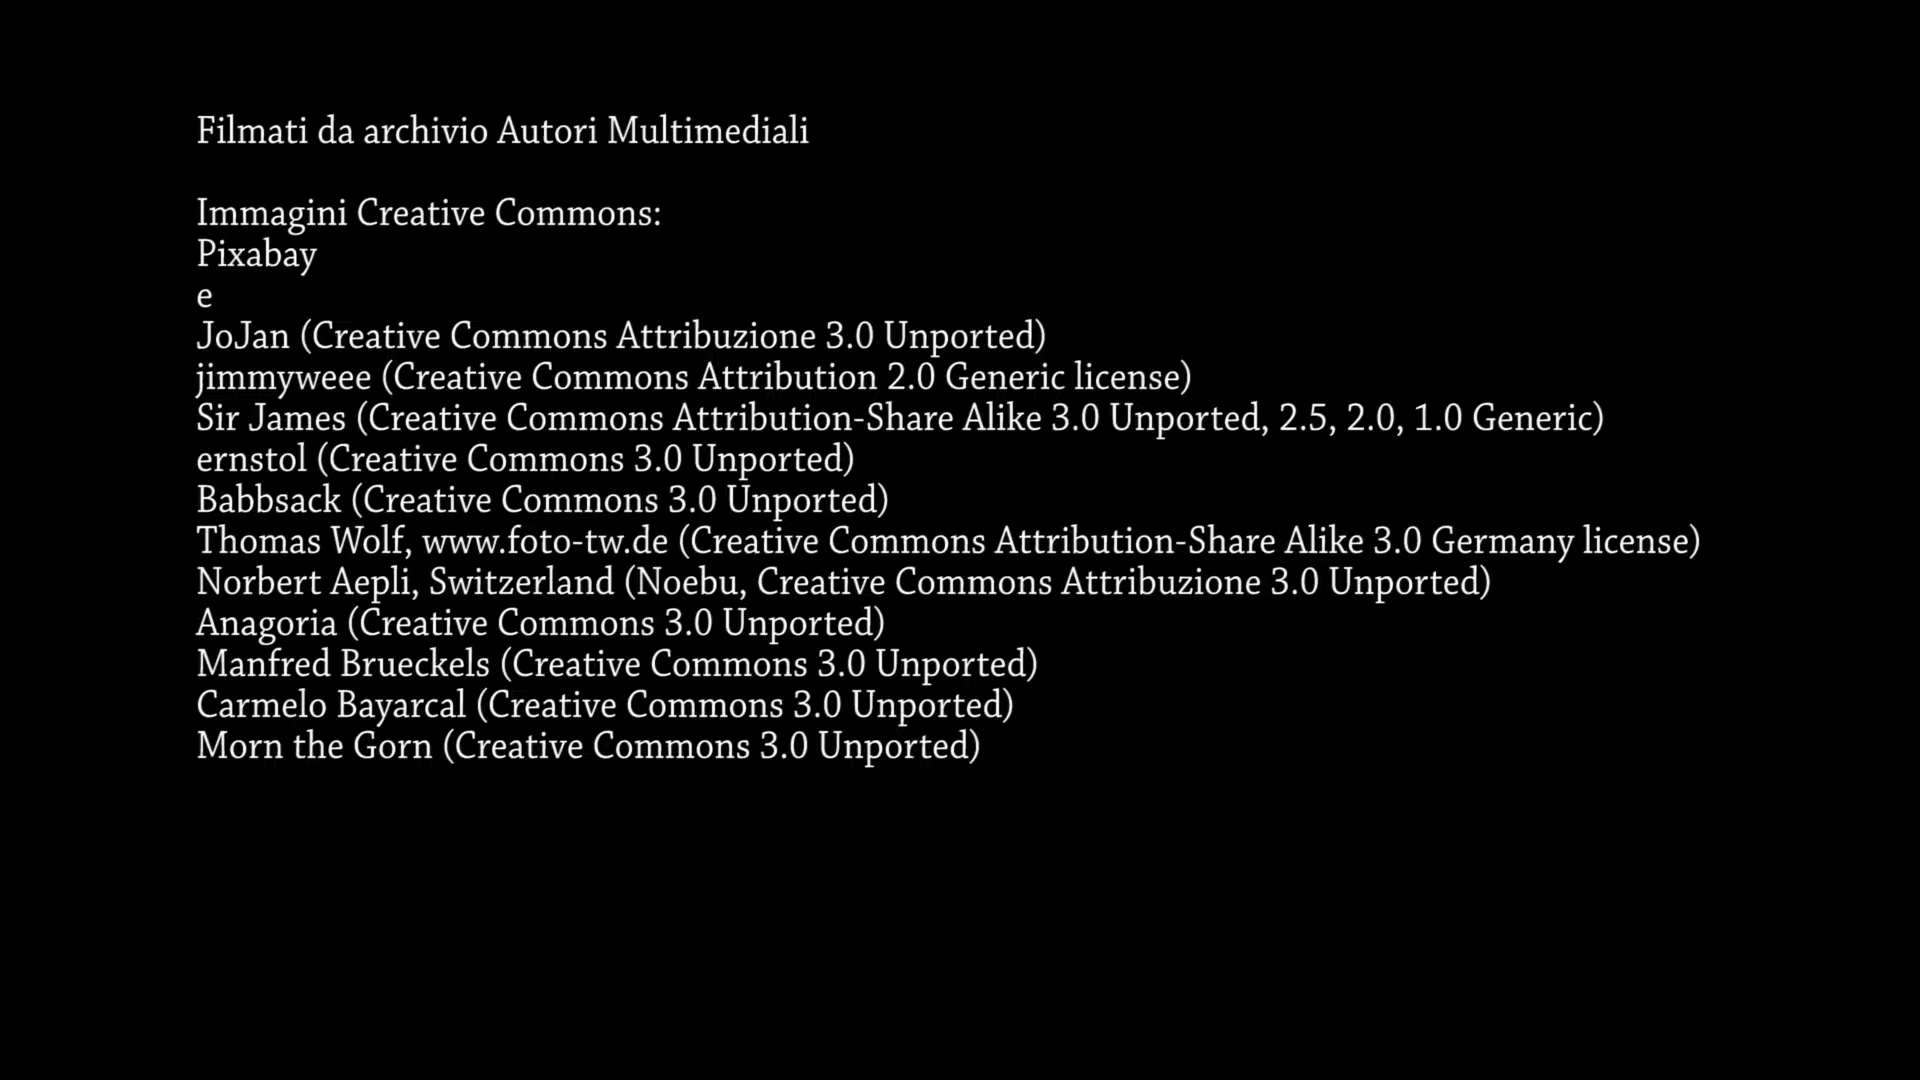 Filmati da archivio Autori Multimediali
Immagini Creative Commons:
Pixabay
e
JoJan (Creative Commons Attribuzione 3.0 Unported)
jimmyweee (Creative Commons Attribution 2.0 Generic license)
Sir James (Creative Commons Attribution-Share Alike 3.0 Unported, 2.5, 2.0, 1.0 Generic)
ernstol (Creative Commons 3.0 Unported)
Babbsack (Creative Commons 3.0 Unported)
Thomas Wolf, www.foto-tw.de (Creative Commons Attribution-Share Alike 3.0 Germany license)
Norbert Aepli, Switzerland (Noebu, Creative Commons Attribuzione 3.0 Unported)
Anagoria (Creative Commons 3.0 Unported)
Manfred Brueckels (Creative Commons 3.0 Unported)
Carmelo Bayarcal (Creative Commons 3.0 Unported)
Morn the Gorn (Creative Commons 3.0 Unported)